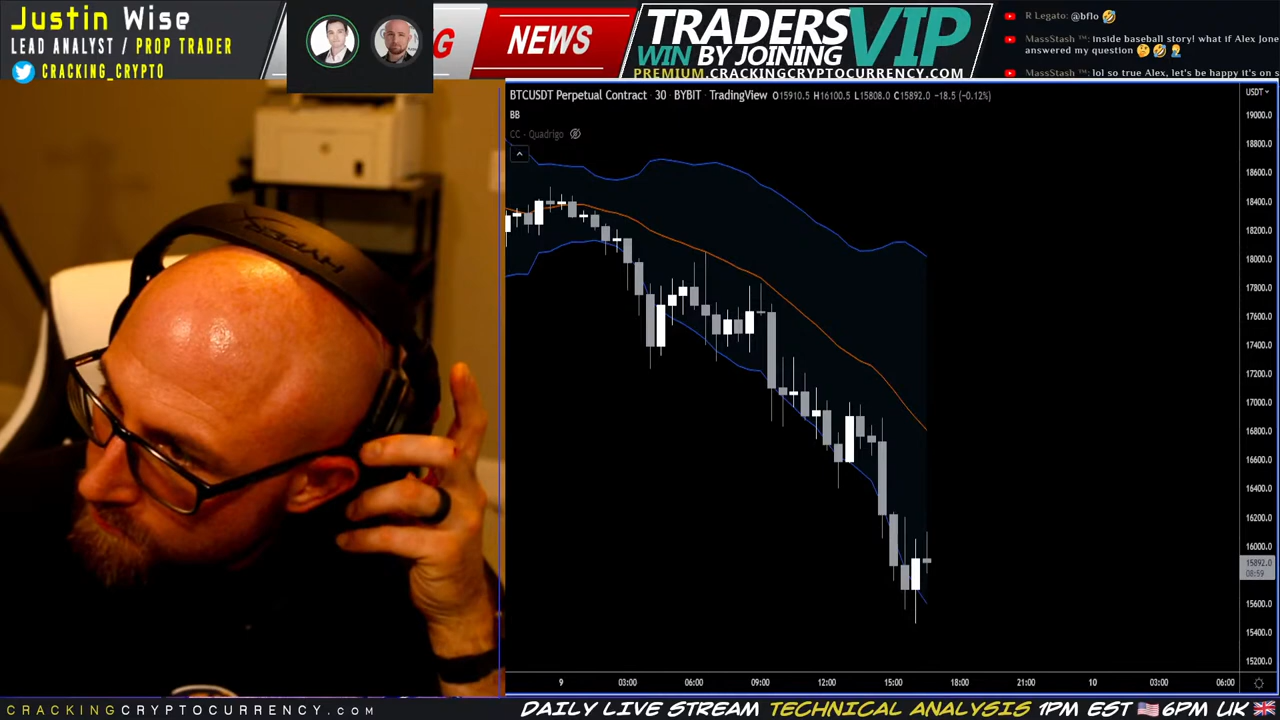 Justin Wise
LEAD ANALYST / PROP TRADER
CRACKING_CRYPTO
G
NEWS
TRADERS
WIN BY JOINING
VIP
PREMIUM.CRACKINGCRYPTOCURRENCY.COM
R Legato: @bflo 🤣
MassStash ™: Inside baseball story! what if Alex Jone
answered my question 🤔 🤣 🤦
MassStash ™: lol so true Alex, let's be happy it's on s
BTCUSDT Perpetual Contract · 30 · BYBIT · TradingView O15910.5 H16100.5 L15808.0 C15892.0 −18.5 (−0.12%)
USDT
BB
CC - Quadrigo
HYPERX
19000.0
18800.0
18600.0
18400.0
18200.0
18000.0
17800.0
17600.0
17400.0
17200.0
17000.0
16800.0
16600.0
16400.0
16200.0
16000.0
15892.0
08:59
15600.0
15400.0
15200.0
9 03:00 06:00 09:00 12:00 15:00 18:00 21:00 10 03:00 06:00
CRACKINGCRYPTOCURRENCY.com
DAILY LIVE STREAM TECHNICAL ANALYSIS 1PM EST 🇺🇸 6PM UK 🇬🇧